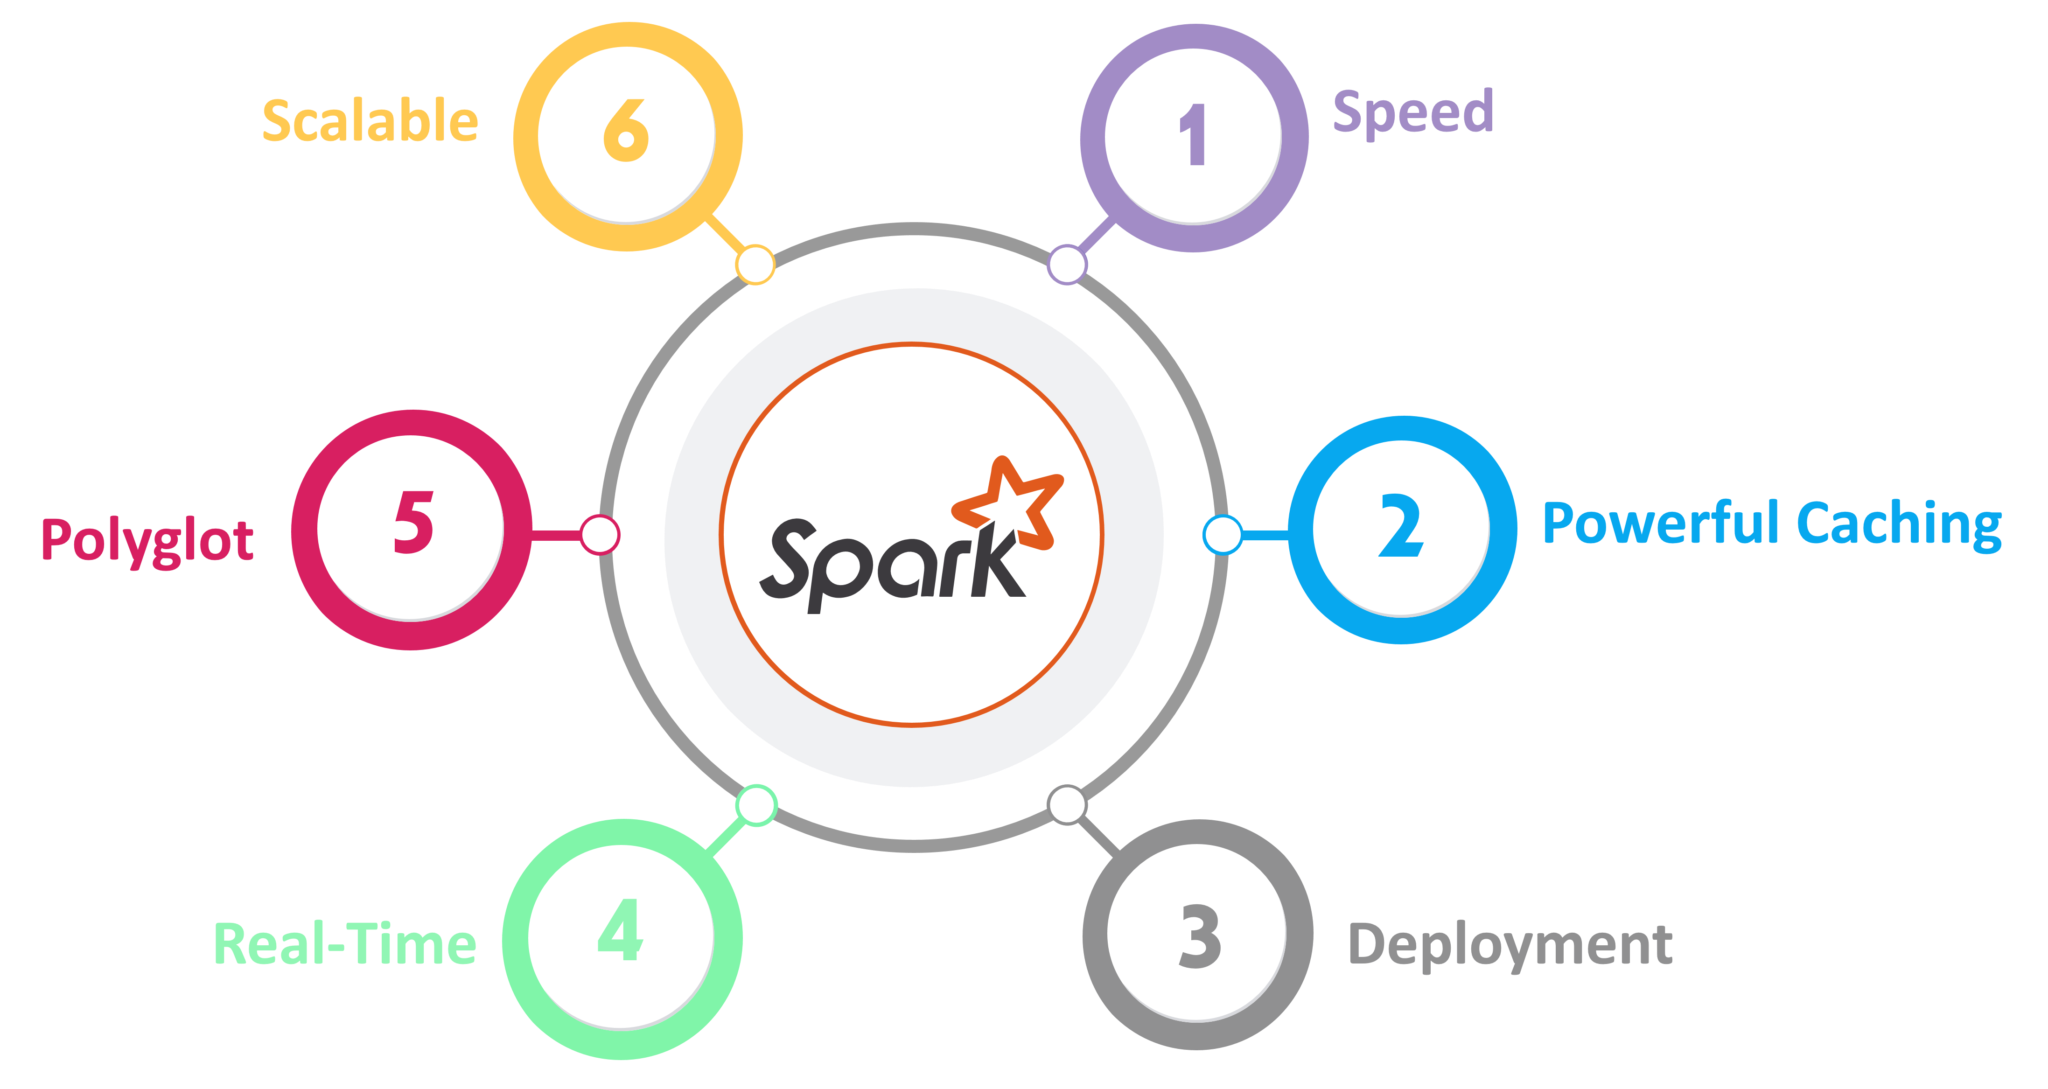 6
Scalable
1
Speed
5
Polyglot
Spark
2
Powerful Caching
4
Real-Time
3
Deployment